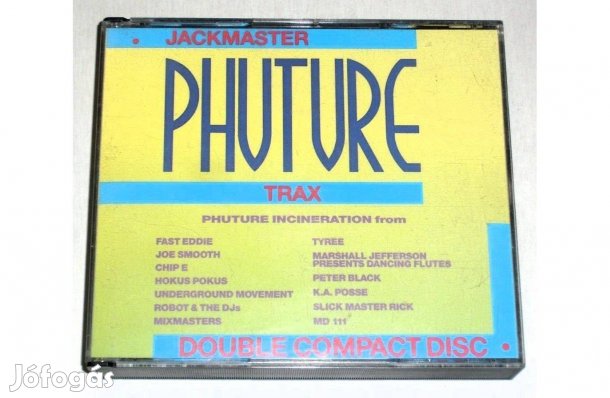 JACKMASTER
PHUTURE
TRAX
PHUTURE INCINERATION from
FAST EDDIE
JOE SMOOTH
CHIP E
HOKUS POKUS
UNDERGROUND MOVEMENT
ROBOT & THE DJs
MIXMASTERS
TYREE
MARSHALL JEFFERSON
PRESENTS DANCING FLUTES
PETER BLACK
K.A. POSSE
SLICK MASTER RICK
MD 111
DOUBLE COMPACT DISC
Jófogás